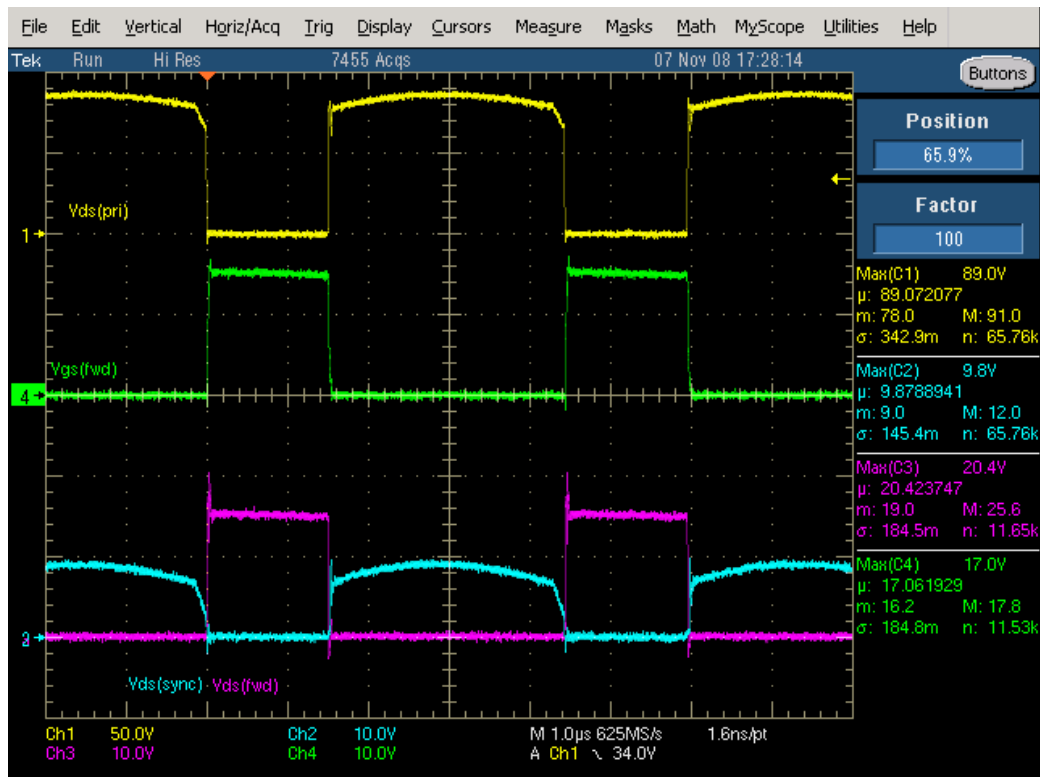 File Edit Vertical Horiz/Acq Trig Display Cursors Measure Masks Math MyScope Utilities Help
Tek Run Hi Res 7455 Acqs 07 Nov 08 17:28:14
Buttons
Position
65.9%
Factor
100
Vds(pri)
1
Vgs(fwd)
4
2
Vds(sync) Vds(fwd)
Max(C1) 89.0V
µ: 89.072077
m: 78.0 M: 91.0
σ: 342.9m n: 65.76k
Max(C2) 9.8V
µ: 9.8788941
m: 9.0 M: 12.0
σ: 145.4m n: 65.76k
Max(C3) 20.4V
µ: 20.423747
m: 19.0 M: 25.6
σ: 184.5m n: 11.65k
Max(C4) 17.0V
µ: 17.061929
m: 16.2 M: 17.8
σ: 184.8m n: 11.53k
Ch1 50.0V Ch2 10.0V M 1.0µs 625MS/s 1.6ns/pt
Ch3 10.0V Ch4 10.0V A Ch1 34.0V